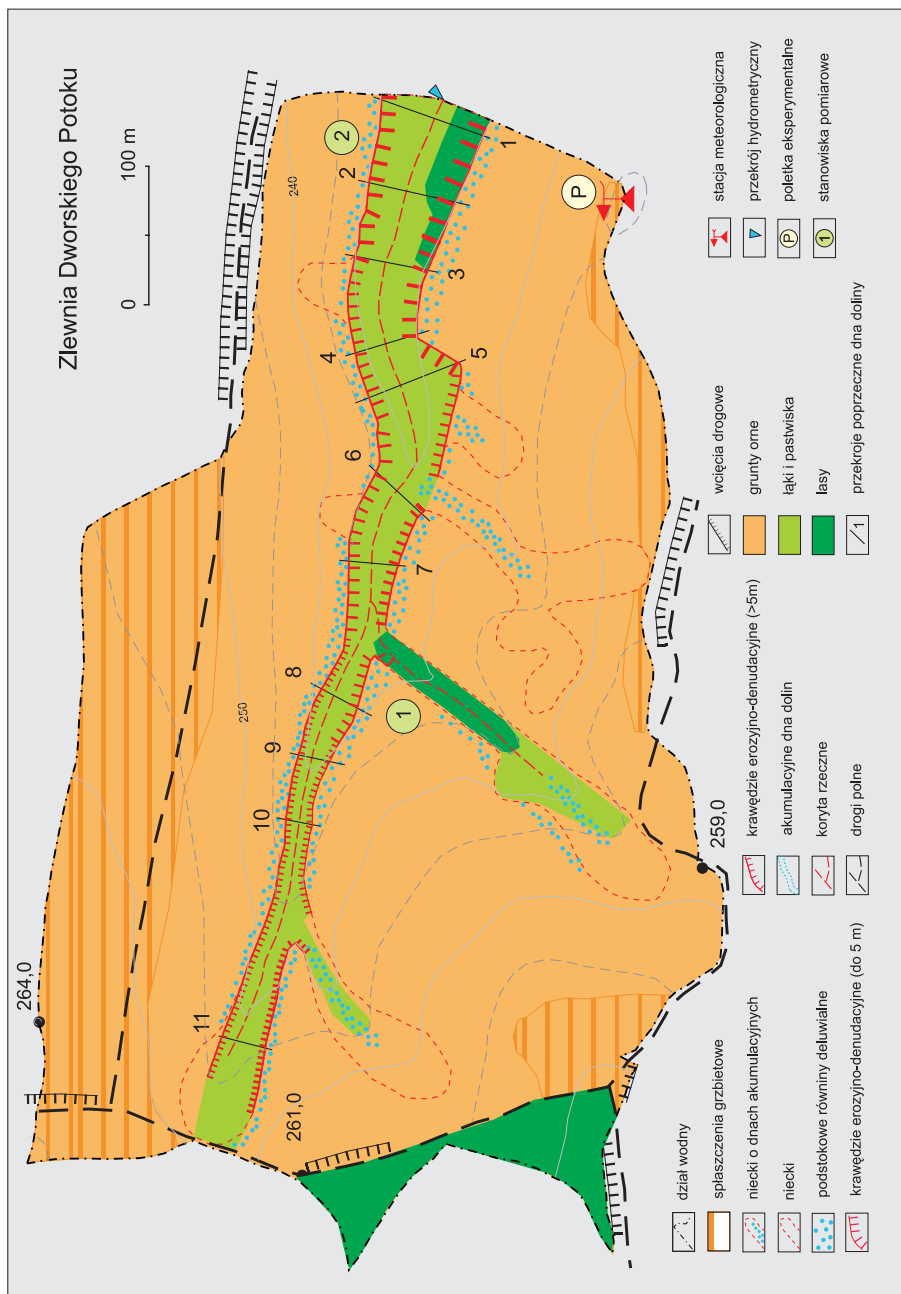 Zlewnia Dworskiego Potoku
0 100 m
264,0
261,0
259,0
240
250
11
10
9
8
7
6
5
4
3
2
1
1
2
P
dział wodny
spłaszczenia grzbietowe
niecki o dnach akumulacyjnych
niecki
podstokowe równiny deluwialne
krawędzie erozyjno-denudacyjne (do 5 m)
krawędzie erozyjno-denudacyjne (>5m)
akumulacyjne dna dolin
koryta rzeczne
drogi polne
wcięcia drogowe
grunty orne
łąki i pastwiska
lasy
1 przekroje poprzeczne dna doliny
stacja meteorologiczna
przekrój hydrometryczny
P poletka eksperymentalne
1 stanowiska pomiarowe